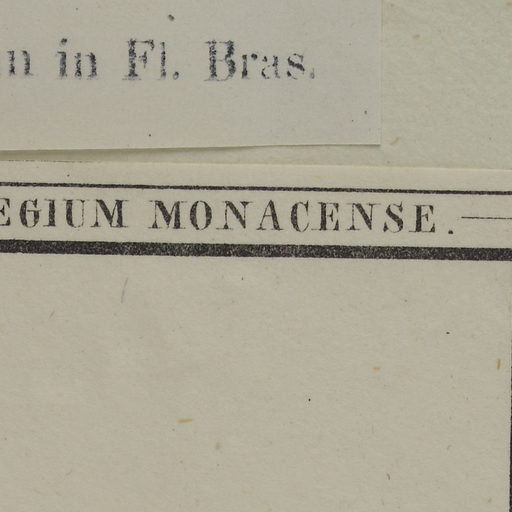 n in Fl. Bras.
EGIUM MONACENSE.